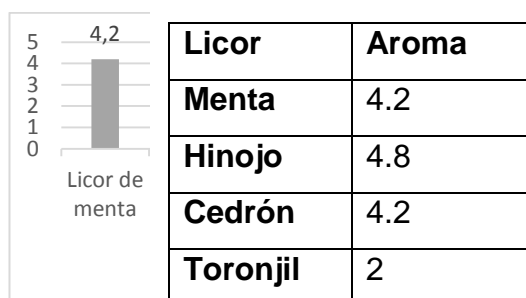 4,2
5
4
3
2
1
0
Licor de
menta
Licor Aroma
Menta 4.2
Hinojo 4.8
Cedrón 4.2
Toronjil 2